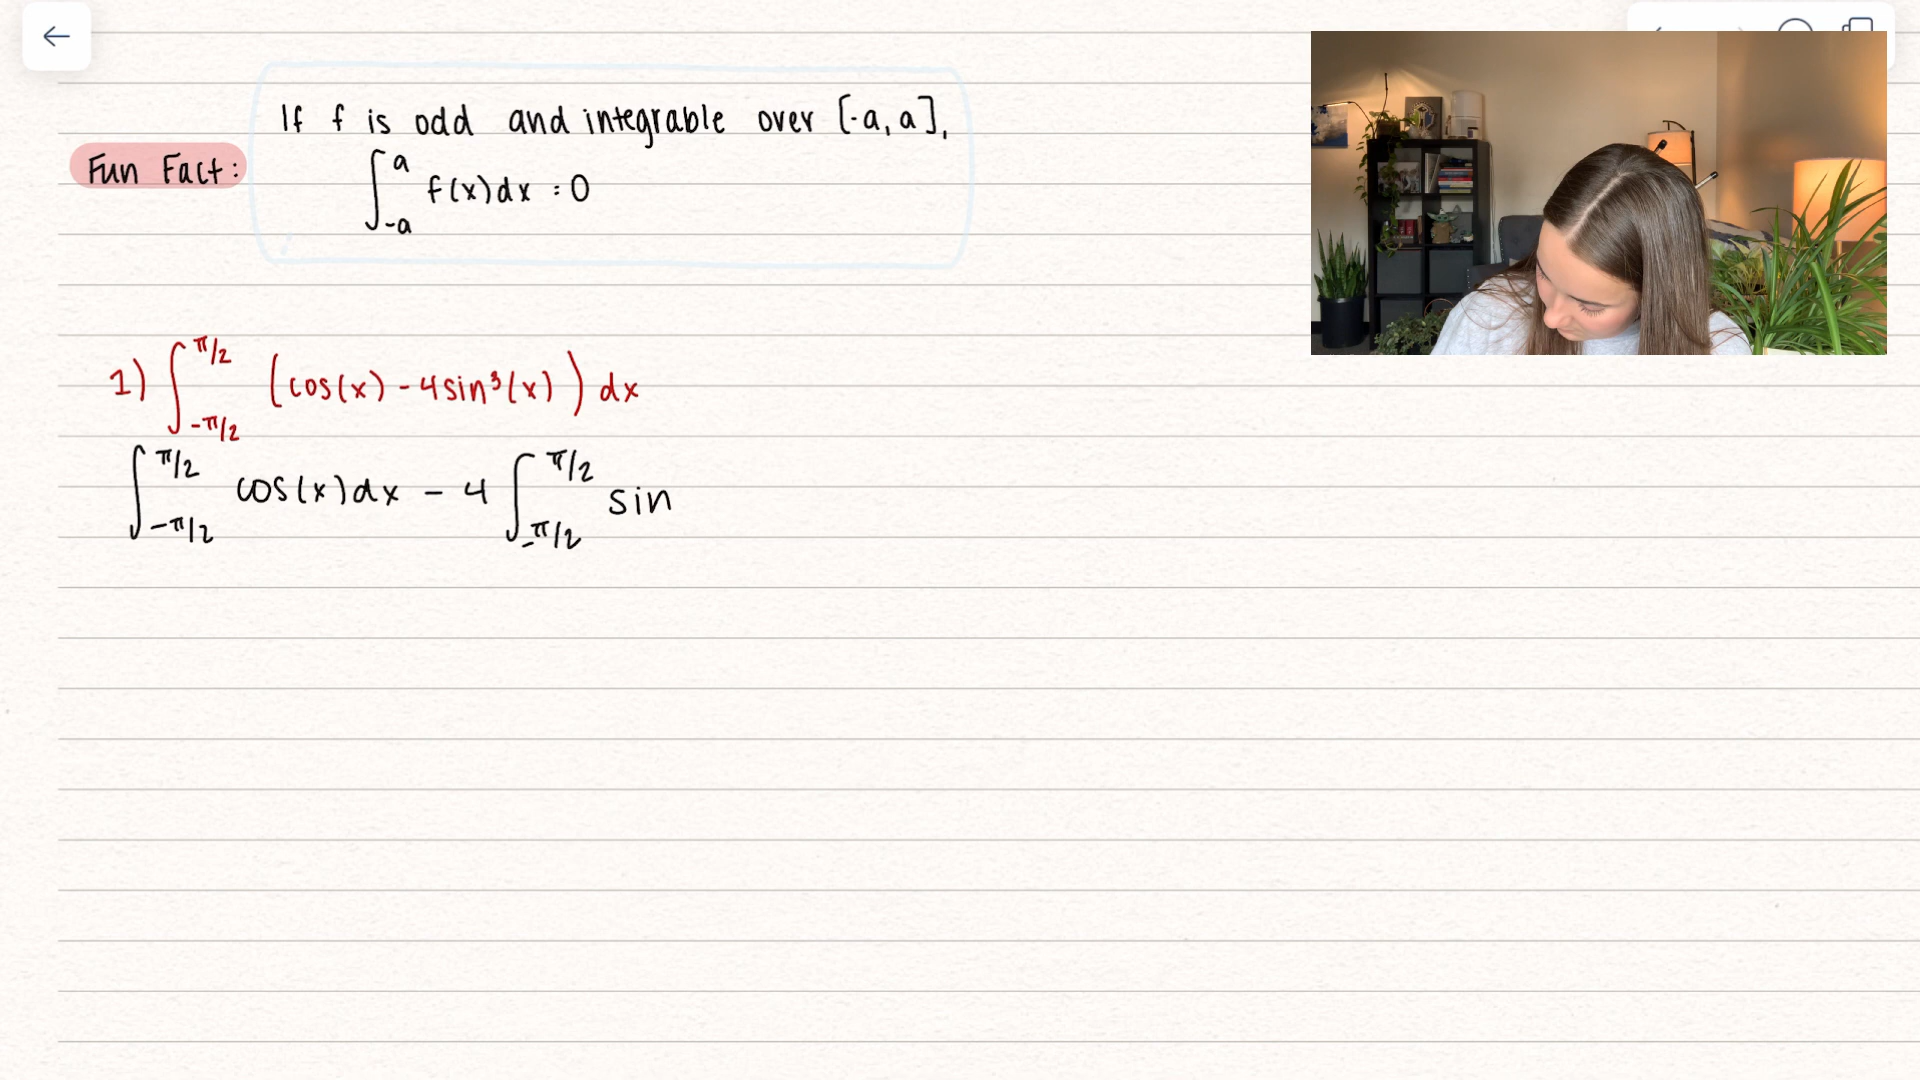 If f is odd and integrable over [-a, a],
Fun Fact:
∫_{-a}^{a} f(x)dx = 0
1) ∫_{-π/2}^{π/2} (cos(x) - 4sin³(x)) dx
∫_{-π/2}^{π/2} cos(x)dx - 4 ∫_{-π/2}^{π/2} sin